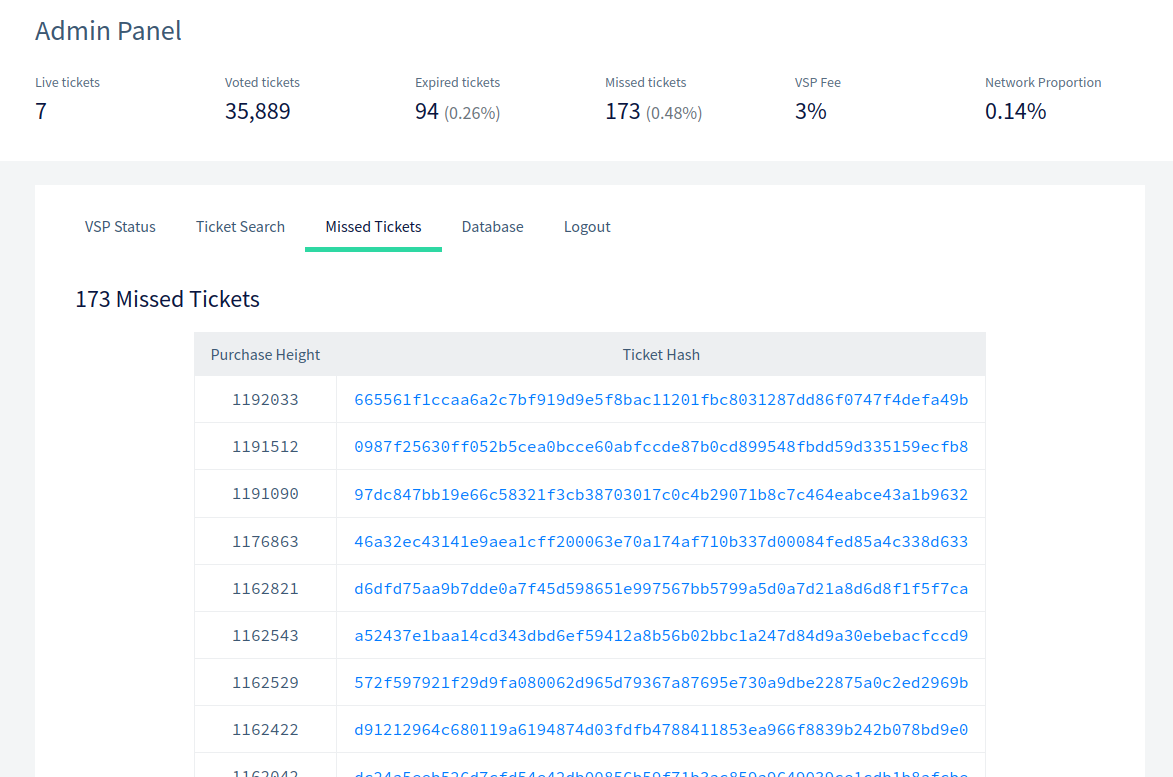 Admin Panel
Live tickets Voted tickets Expired tickets Missed tickets VSP Fee Network Proportion
7 35,889 94 (0.26%) 173 (0.48%) 3% 0.14%
VSP Status Ticket Search Missed Tickets Database Logout
173 Missed Tickets
Purchase Height Ticket Hash
1192033 665561f1ccaa6a2c7bf919d9e5f8bac11201fbc8031287dd86f0747f4defa49b
1191512 0987f25630ff052b5cea0bcce60abfccde87b0cd899548fbdd59d335159ecfb8
1191090 97dc847bb19e66c58321f3cb38703017c0c4b29071b8c7c464eabce43a1b9632
1176863 46a32ec43141e9aea1cff200063e70a174af710b337d00084fed85a4c338d633
1162821 d6dfd75aa9b7dde0a7f45d598651e997567bb5799a5d0a7d21a8d6d8f1f5f7ca
1162543 a52437e1baa14cd343dbd6ef59412a8b56b02bbc1a247d84d9a30ebebacfccd9
1162529 572f597921f29d9fa080062d965d79367a87695e730a9dbe22875a0c2ed2969b
1162422 d91212964c680119a6194874d03fdfb4788411853ea966f8839b242b078bd9e0
1162042